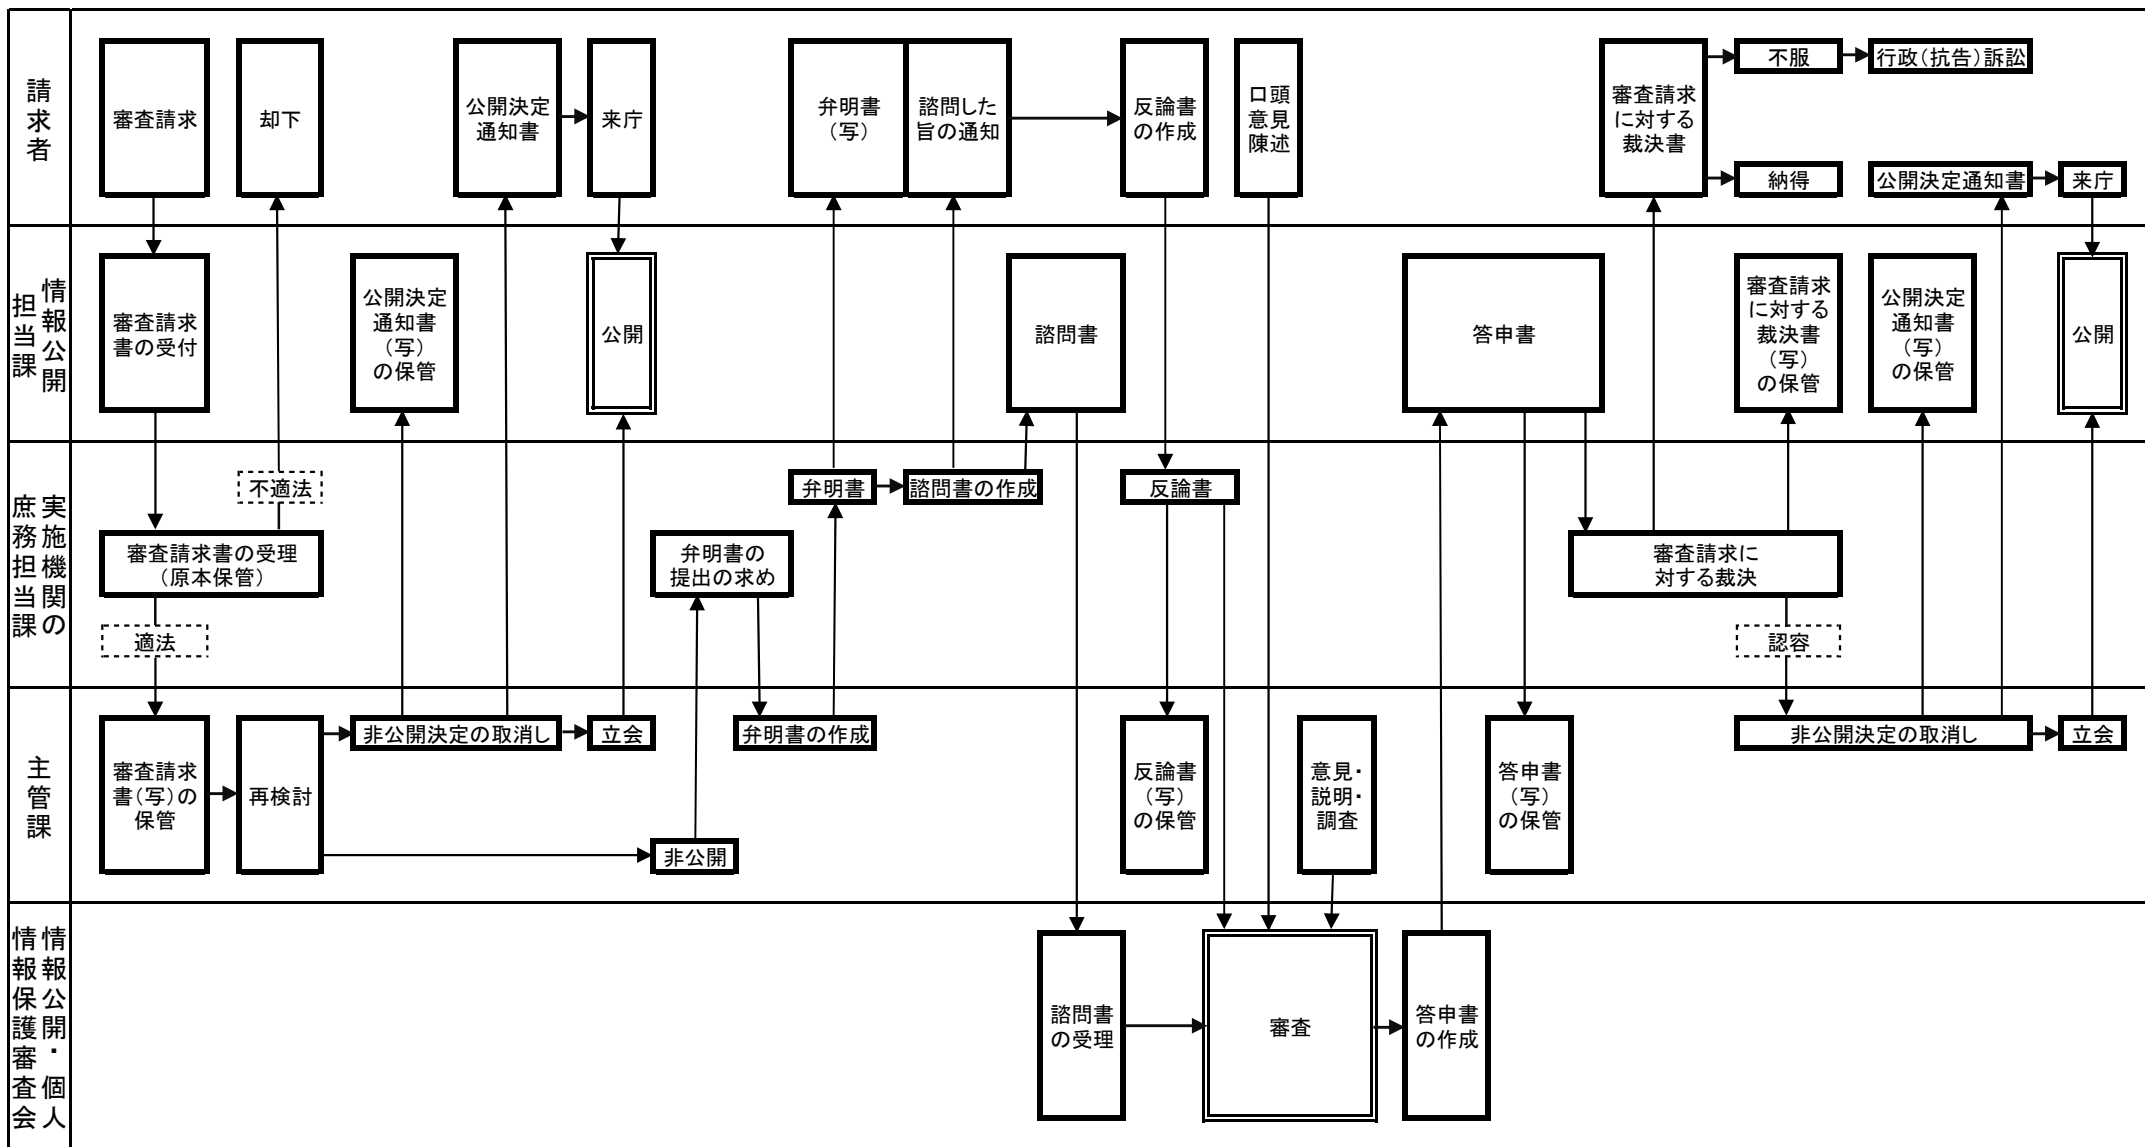 請求者
審査請求
却下
公開決定
通知書
来庁
弁明書
（写）
諮問した
旨の通知
反論書
の作成
口頭
意見
陳述
審査請求
に対する
裁決書
不服
行政（抗告）訴訟
納得
公開決定通知書
来庁
情報公開
担当課
審査請求
書の受付
公開決定
通知書
（写）
の保管
公開
諮問書
答申書
審査請求
に対する
裁決書
（写）
の保管
公開決定
通知書
（写）
の保管
公開
実施機関の
庶務担当課
不適法
審査請求書の受理
（原本保管）
適法
弁明書の
提出の求め
弁明書
諮問書の作成
反論書
審査請求に
対する裁決
認容
主管課
審査請求
書（写）の
保管
再検討
非公開決定の取消し
立会
非公開
弁明書の作成
反論書
（写）
の保管
意見・
説明・
調査
答申書
（写）
の保管
非公開決定の取消し
立会
情報公開・個人
情報保護審査会
諮問書
の受理
審査
答申書
の作成